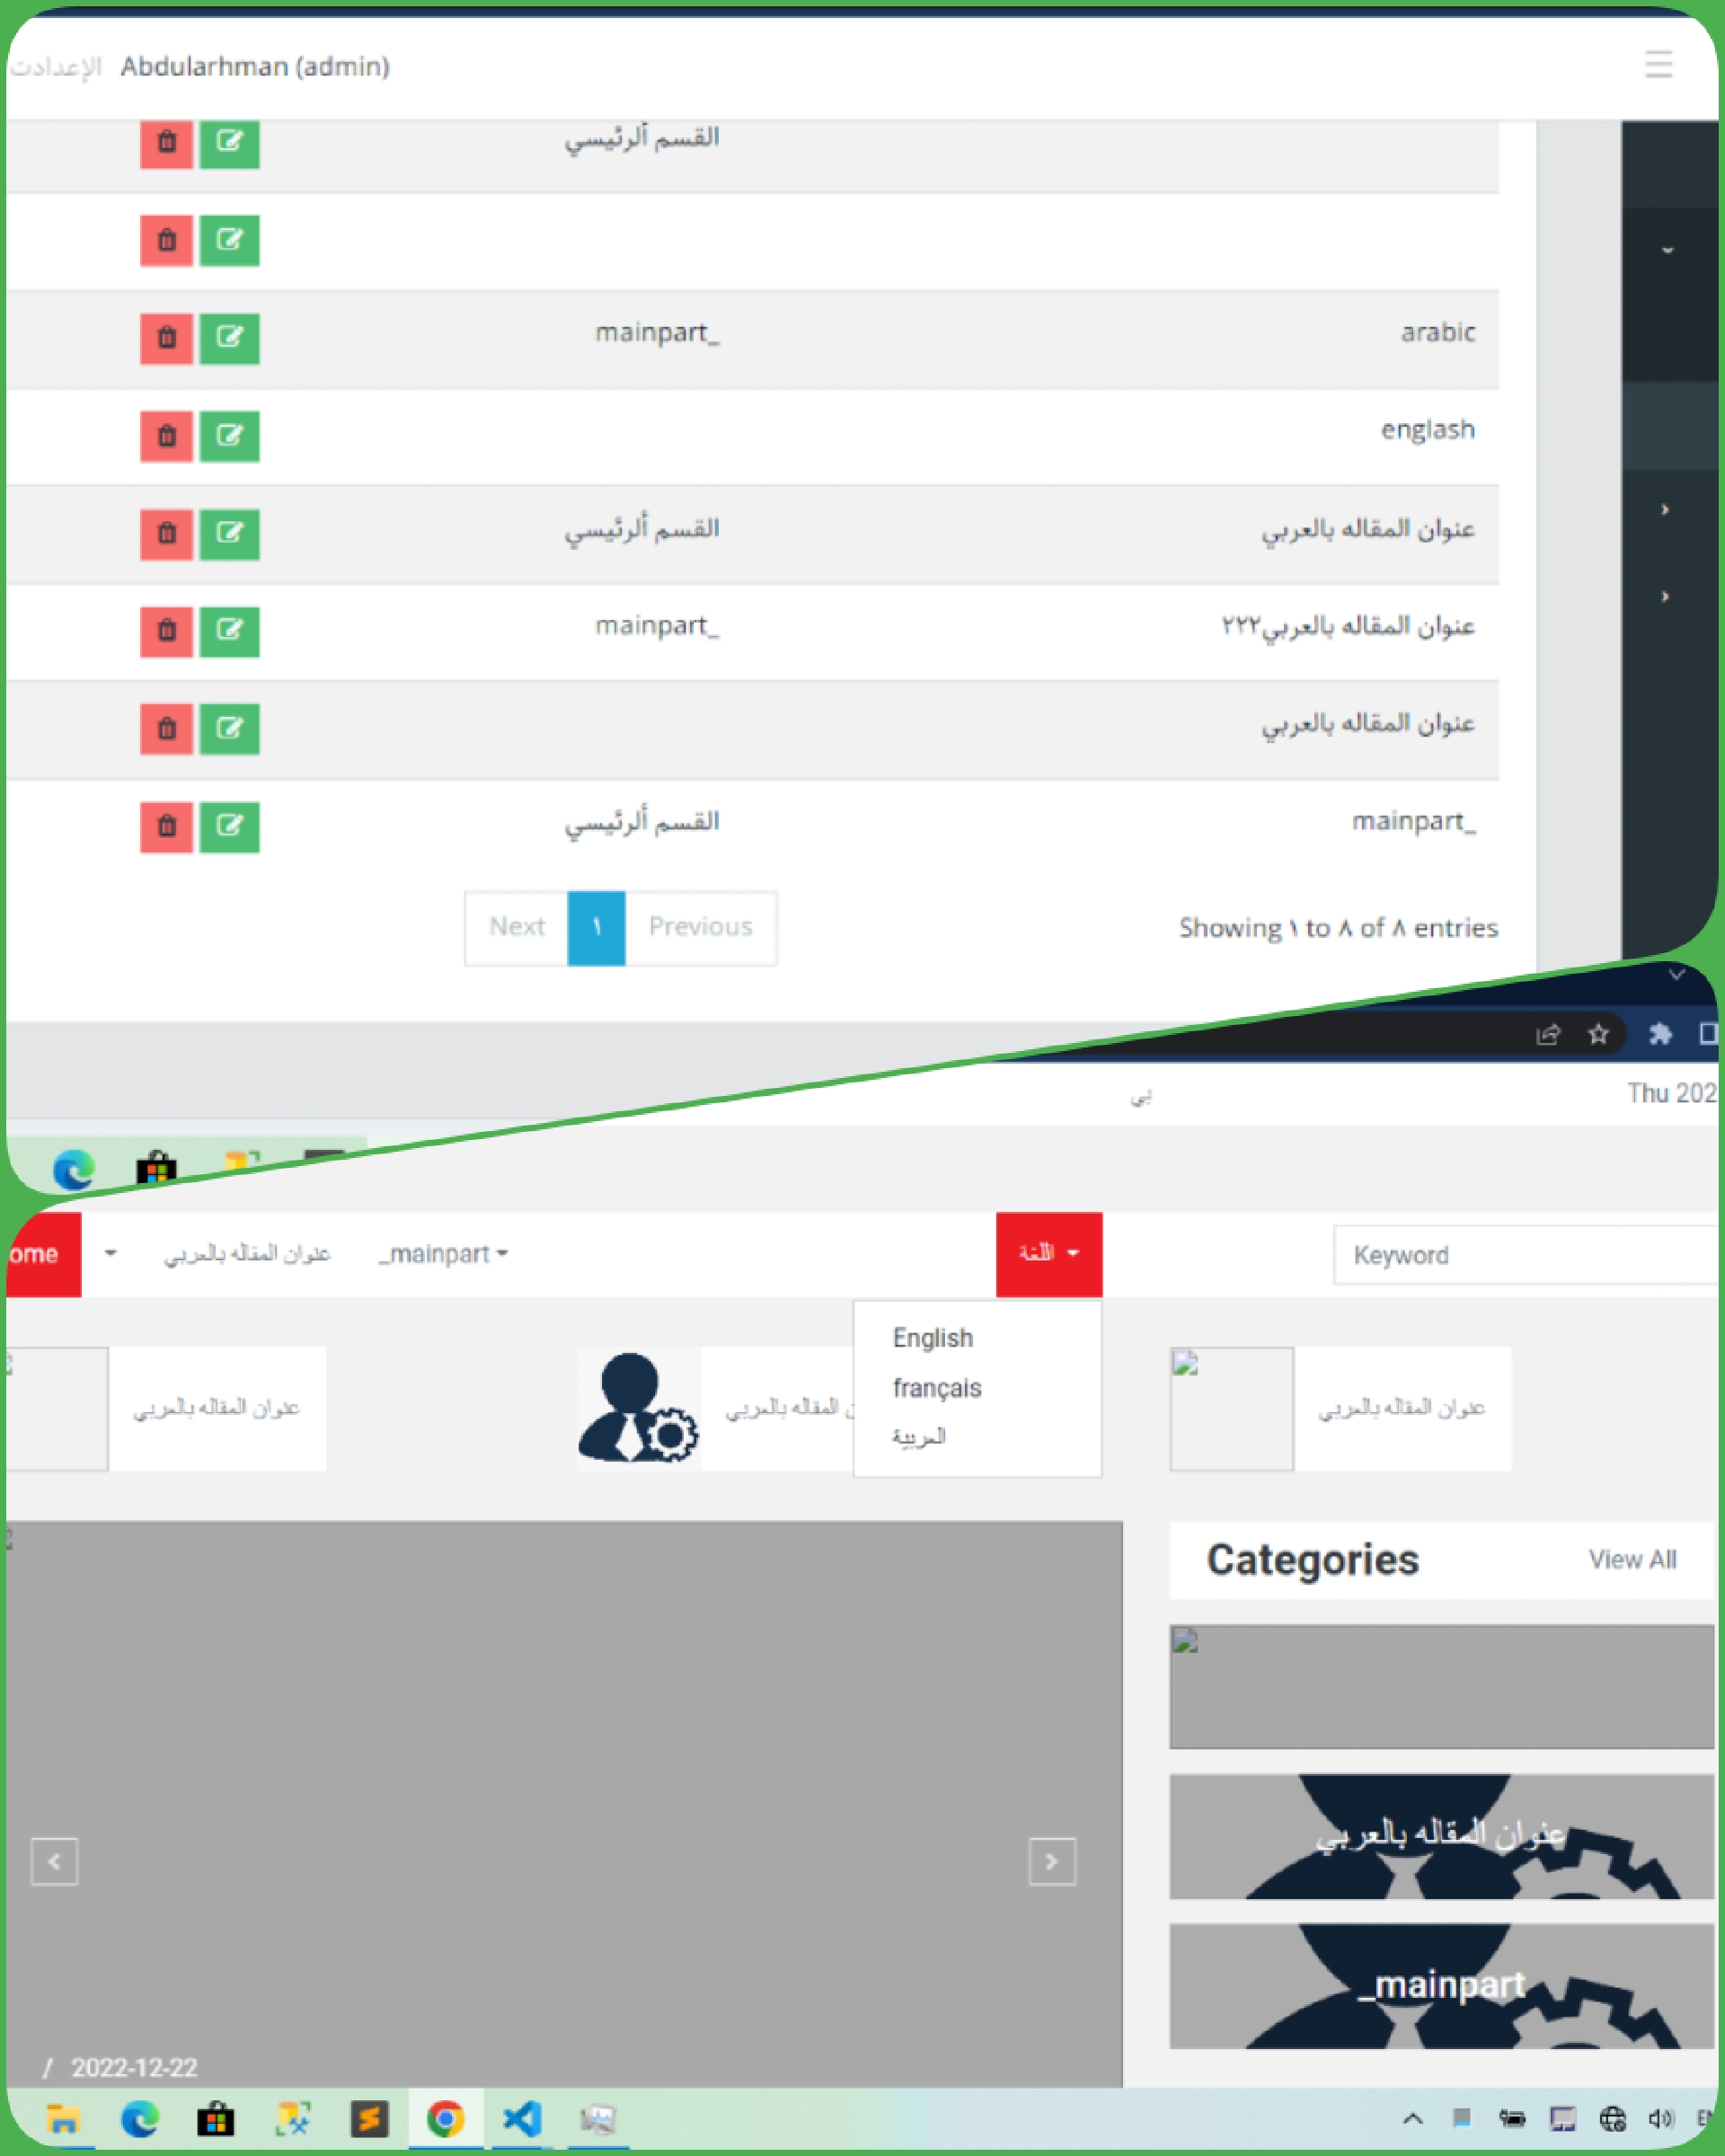 الإعدادت Abdularhman (admin)
القسم ألرئيسي
arabic mainpart_
englash
عنوان المقاله بالعربي القسم ألرئيسي
عنوان المقاله بالعربي٢٢٢ mainpart_
عنوان المقاله بالعربي
mainpart_ القسم ألرئيسي
Next ١ Previous Showing ١ to ٨ of ٨ entries
بي Thu 202
ome عنوان المقاله بالعربي _mainpart اللغة Keyword
English
français
العربية
عنوان المقاله بالعربي ن المقاله بالعربي عنوان المقاله بالعربي
Categories View All
عنوان المقاله بالعربي
_mainpart
/ 2022-12-22